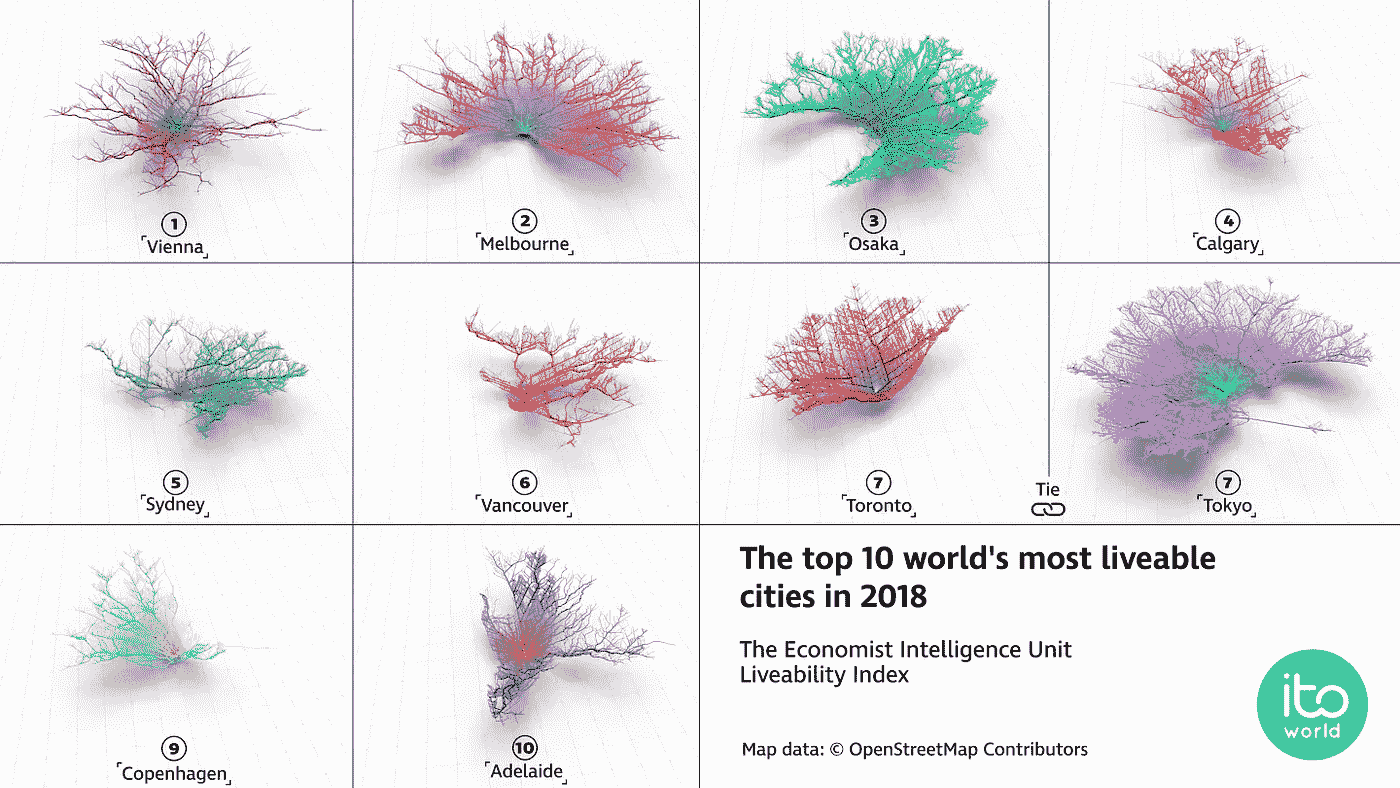 1
Vienna
2
Melbourne
3
Osaka
4
Calgary
5
Sydney
6
Vancouver
7
Toronto
Tie
7
Tokyo
9
Copenhagen
10
Adelaide
The top 10 world's most liveable
cities in 2018
The Economist Intelligence Unit
Liveability Index
Map data: © OpenStreetMap Contributors
ito
world